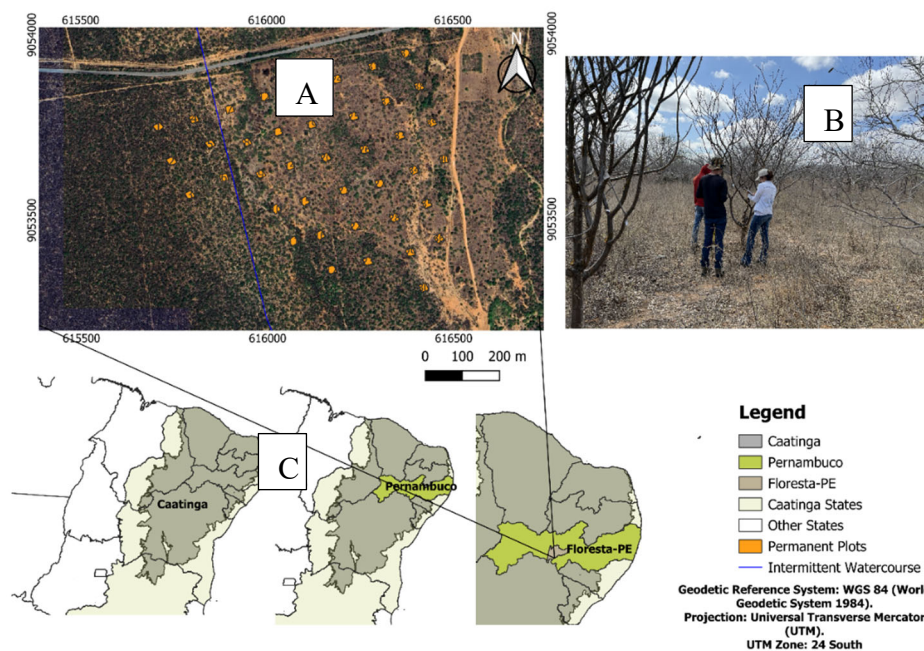 615500
616000
616500
9054000
9054000
A
B
9053500
9053500
615500
616000
616500
0 100 200 m
C
Caatinga
Pernambuco
Floresta-PE
Legend
Caatinga
Pernambuco
Floresta-PE
Caatinga States
Other States
Permanent Plots
Intermittent Watercourse
Geodetic Reference System: WGS 84 (Worl
Geodetic System 1984).
Projection: Universal Transverse Mercator
(UTM).
UTM Zone: 24 South